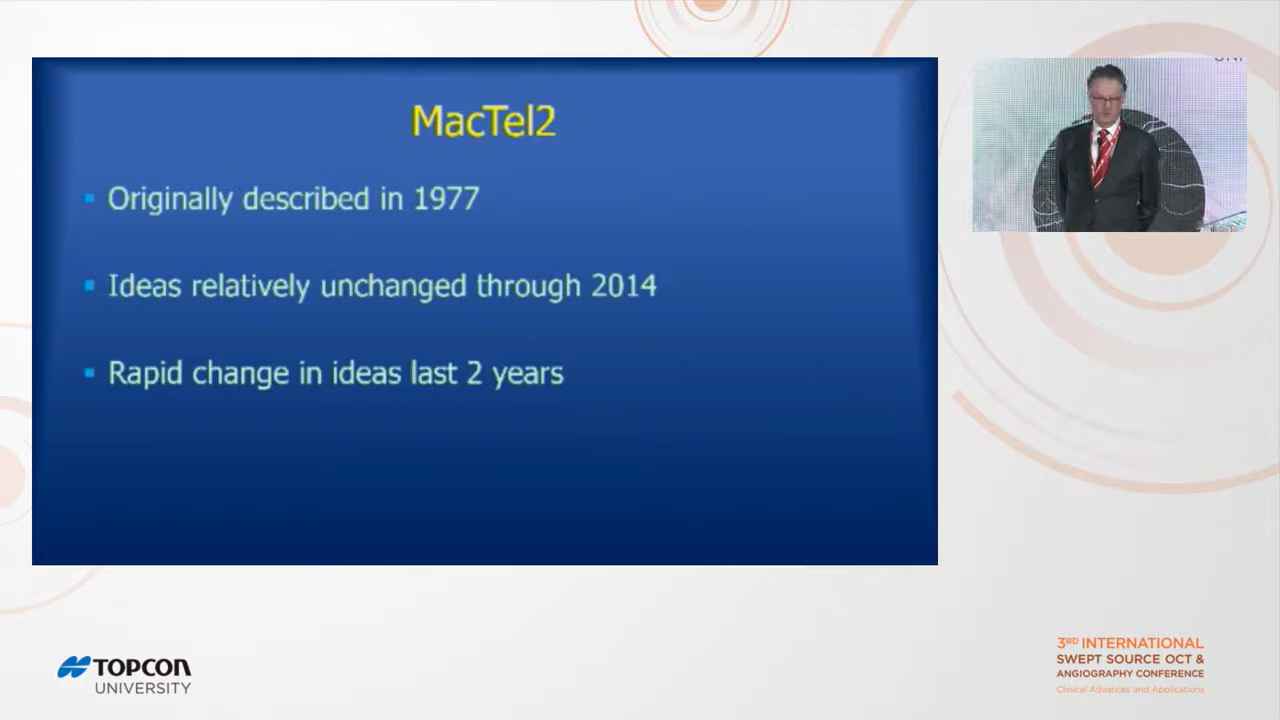 MacTel2
Originally described in 1977
Ideas relatively unchanged through 2014
Rapid change in ideas last 2 years
TOPCON
UNIVERSITY
3RD INTERNATIONAL
SWEPT SOURCE OCT &
ANGIOGRAPHY CONFERENCE
Clinical Advances and Applications